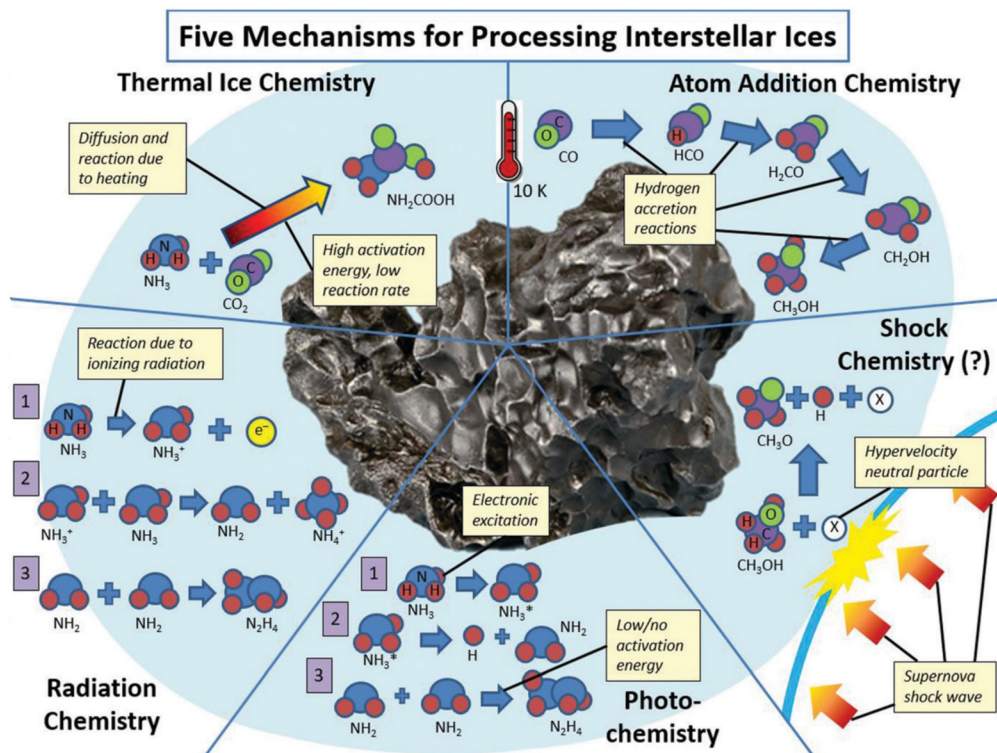 Five Mechanisms for Processing Interstellar Ices
Thermal Ice Chemistry
Diffusion and
reaction due
to heating
NH₂COOH
High activation
energy, low
reaction rate
N
H H
NH₃
C
O
CO₂
Atom Addition Chemistry
10 K
C
O
CO
H
HCO
H₂CO
Hydrogen
accretion
reactions
CH₂OH
CH₃OH
Shock
Chemistry (?)
H
X
CH₃O
Hypervelocity
neutral particle
O
H
H
C
X
CH₃OH
Supernova
shock wave
Reaction due to
ionizing radiation
1
N
H H
NH₃
NH₃⁺
e⁻
2
NH₃⁺
NH₃
NH₂
NH₄⁺
3
NH₂
NH₂
N₂H₄
Radiation
Chemistry
Electronic
excitation
1
N
H H
NH₃
NH₃*
2
NH₃*
H
NH₂
Low/no
activation
energy
3
NH₂
NH₂
N₂H₄
Photo-
chemistry